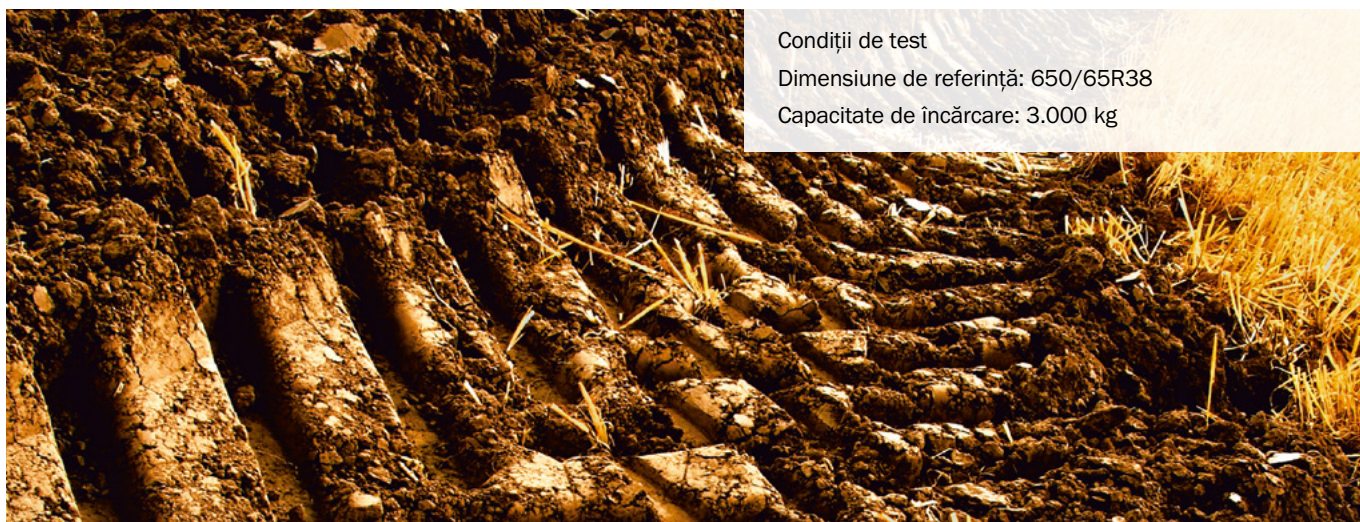 Condiții de test
Dimensiune de referință: 650/65R38
Capacitate de încărcare: 3.000 kg